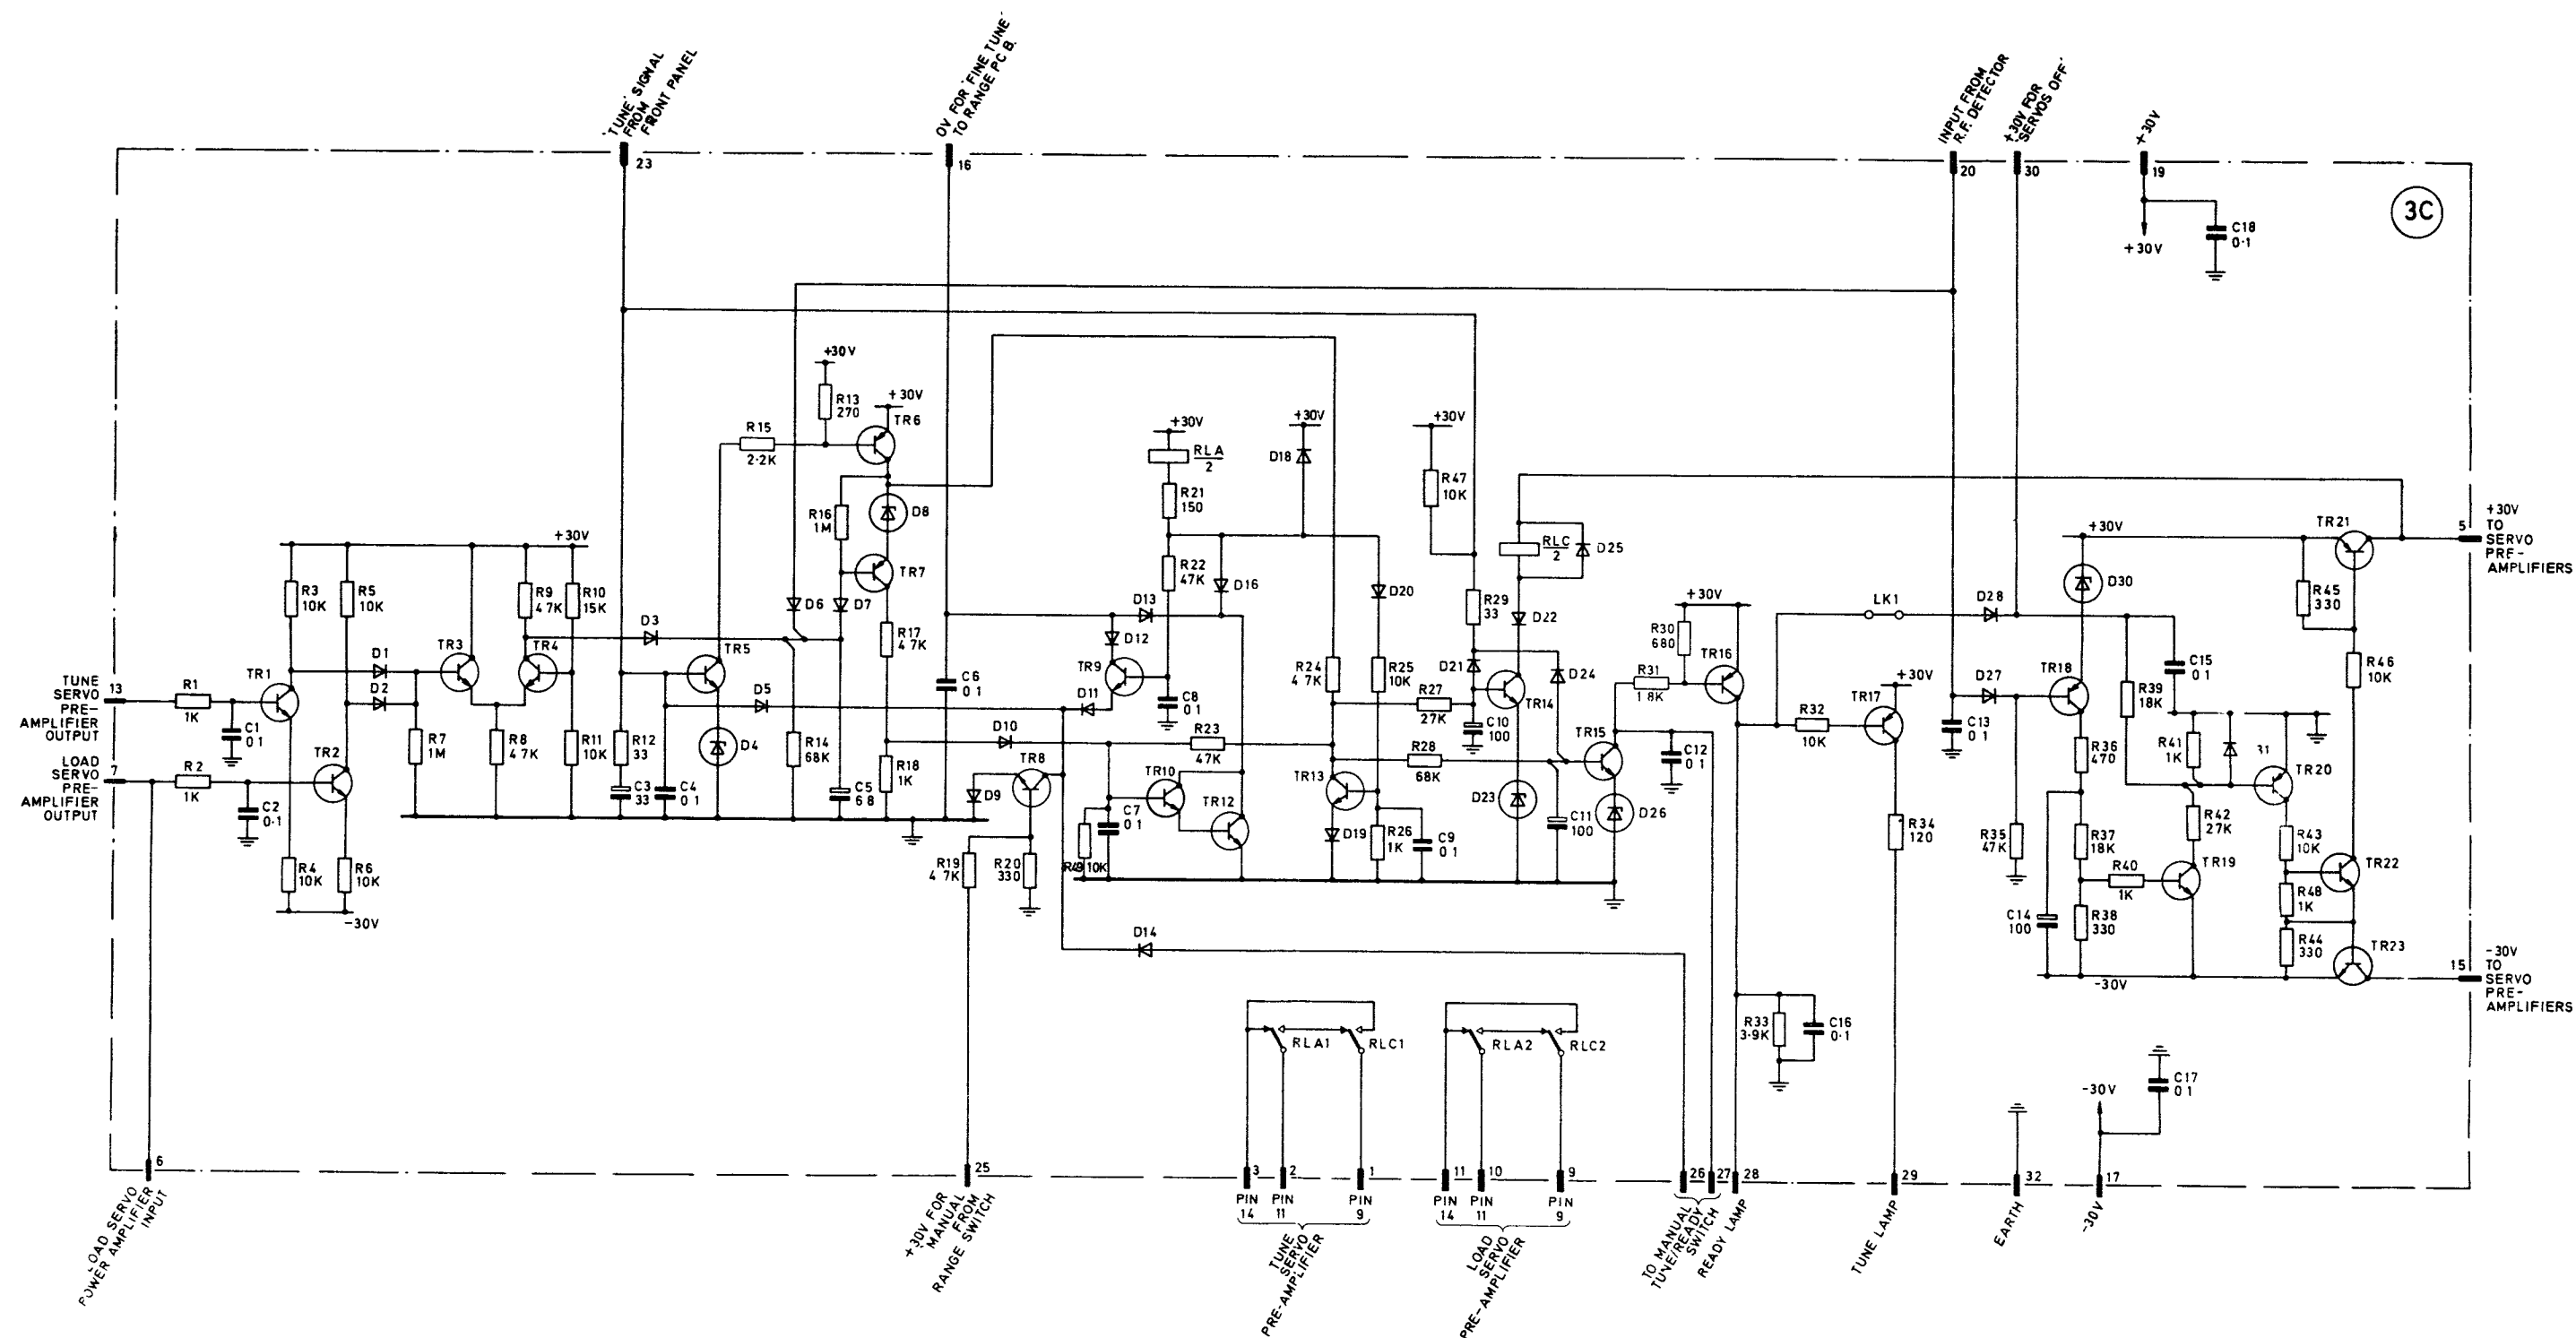 'TUNE' SIGNAL
FROM
FRONT PANEL
23
0V FOR 'FINE TUNE'
TO RANGE PC B.
16
INPUT FROM
R.F. DETECTOR
20
+30V FOR
'SERVOS OFF'
30
+30V
19
+30V
C18
0·1
3C
+30V
R13
270
+30V
TR6
R15
2·2K
R16
1M
D8
TR7
D6
D7
R17
4 7K
+30V
RLA
2
R21
150
R22
47K
D16
D13
D12
TR9
D11
C8
0·1
+30V
D18
D20
R24
4 7K
R25
10K
+30V
R47
10K
R29
33
RLC
2
D25
D22
D21
D24
TR14
R27
27K
C10
100
R28
68K
TR15
+30V
R30
680
R31
1 8K
TR16
C12
0·1
LK1
D28
+30V
TR17
R32
10K
D27
C13
0 1
+30V
D30
TR18
R39
18K
C15
0 1
TR21
R45
330
R46
10K
5
+30V
TO
SERVO
PRE-
AMPLIFIERS
+30V
R3
10K
R5
10K
R9
4 7K
R10
15K
D3
D1
D2
TR3
TR4
TR5
D5
C6
0 1
TUNE
SERVO
PRE-
AMPLIFIER
OUTPUT
13
R1
1K
TR1
C1
0 1
LOAD
SERVO
PRE-
AMPLIFIER
OUTPUT
7
R2
1K
TR2
C2
0·1
R7
1M
R8
4 7K
R11
10K
R12
33
C3
33
C4
0 1
D4
R14
68K
C5
6 8
R18
1K
D10
TR8
D9
R23
47K
TR10
C7
0 1
TR12
R49 10K
TR13
D19
R26
1K
C9
0 1
D23
C11
100
D26
R36
470
R41
1K
31
TR20
R42
27K
R35
47K
R37
18K
R43
10K
R40
1K
TR19
TR22
R48
1K
C14
100
R38
330
R44
330
TR23
-30V
15
-30V
TO
SERVO
PRE-
AMPLIFIERS
R34
120
R4
10K
R6
10K
-30V
R19
4 7K
R20
330
D14
RLA1
RLC1
RLA2
RLC2
R33
3·9K
C16
0·1
-30V
C17
0 1
6
LOAD SERVO
POWER AMPLIFIER
INPUT
25
+30V FOR
'MANUAL'
FROM
RANGE SWITCH
3
2
1
PIN
14
PIN
11
PIN
9
TUNE
SERVO
PRE-AMPLIFIER
11
10
9
PIN
14
PIN
11
PIN
9
LOAD
SERVO
PRE-AMPLIFIER
26
27
28
TO MANUAL
TUNE/READY
SWITCH
READY LAMP
29
TUNE LAMP
32
EARTH
17
-30V